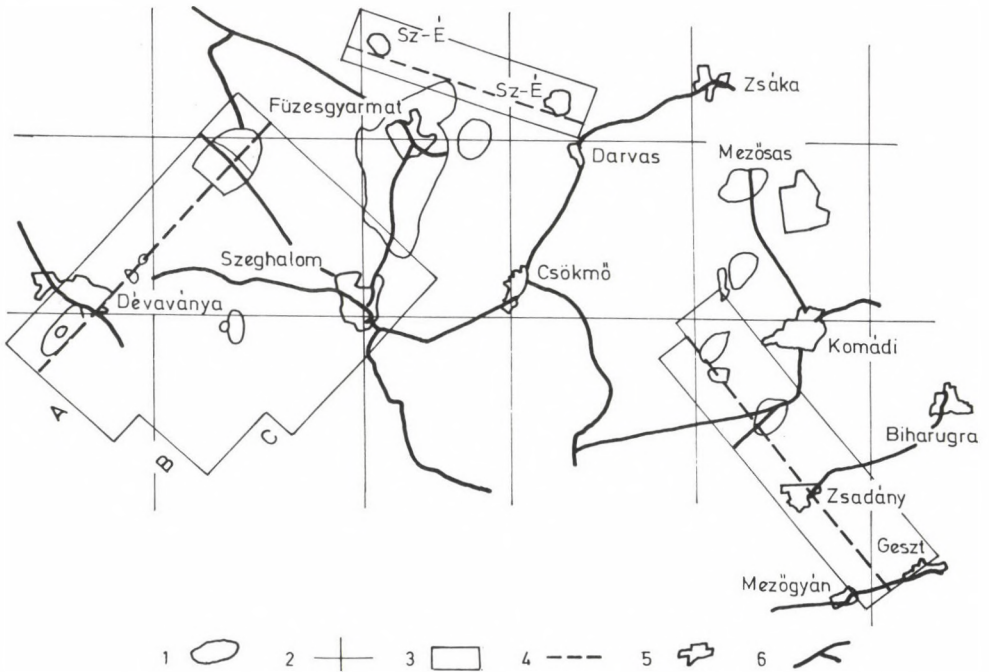 Sz-É
Sz-É
Zsáka
Füzesgyarmat
Darvas
Mezősas
Szeghalom
Csökmő
Dévaványa
Komádi
A
B
C
Biharugra
Zsadány
Geszt
Mezőgyán
1 2 3 4 5 6